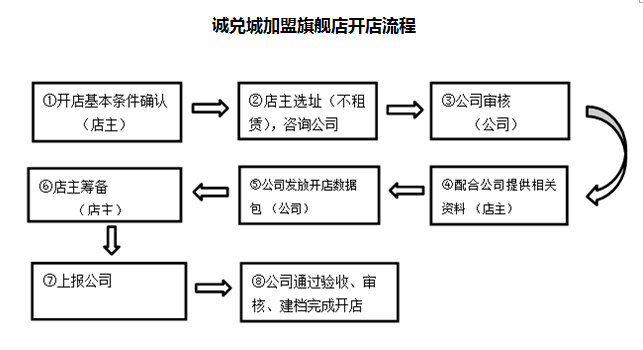 诚兑城加盟旗舰店开店流程
①开店基本条件确认
（店主）
②店主选址（不租
赁），咨询公司
③公司审核
（公司）
④配合公司提供相关
资料（店主）
⑤公司发放开店数据
包（公司）
⑥店主筹备
（店主）
⑦上报公司
⑧公司通过验收、审
核、建档完成开店